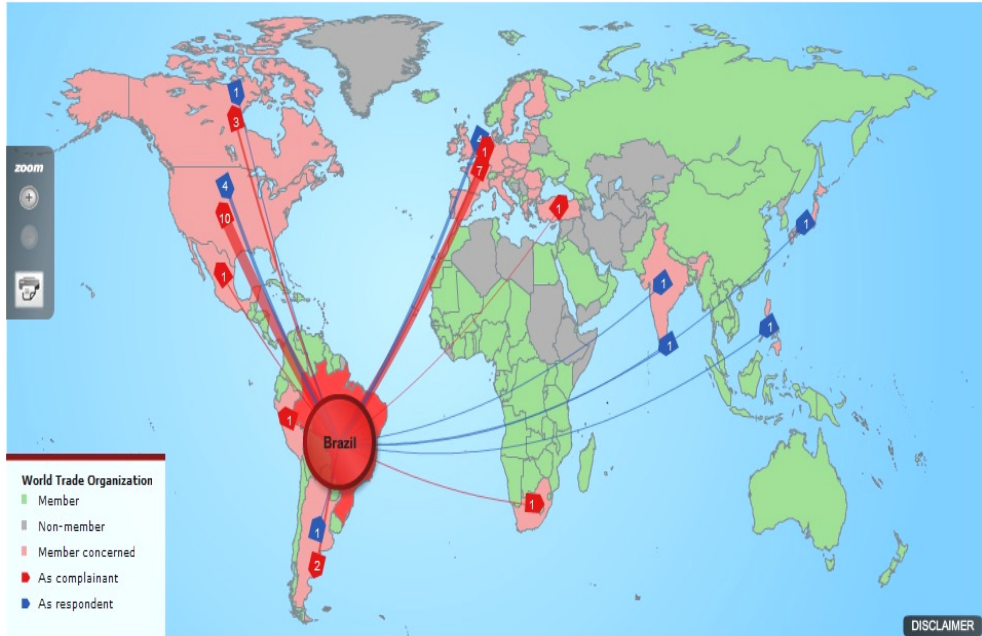 1
3
zoom
4
10
1
4
1
7
1
1
1
1
1
1
Brazil
1
1
2
World Trade Organization
Member
Non-member
Member concerned
As complainant
As respondent
DISCLAIMER